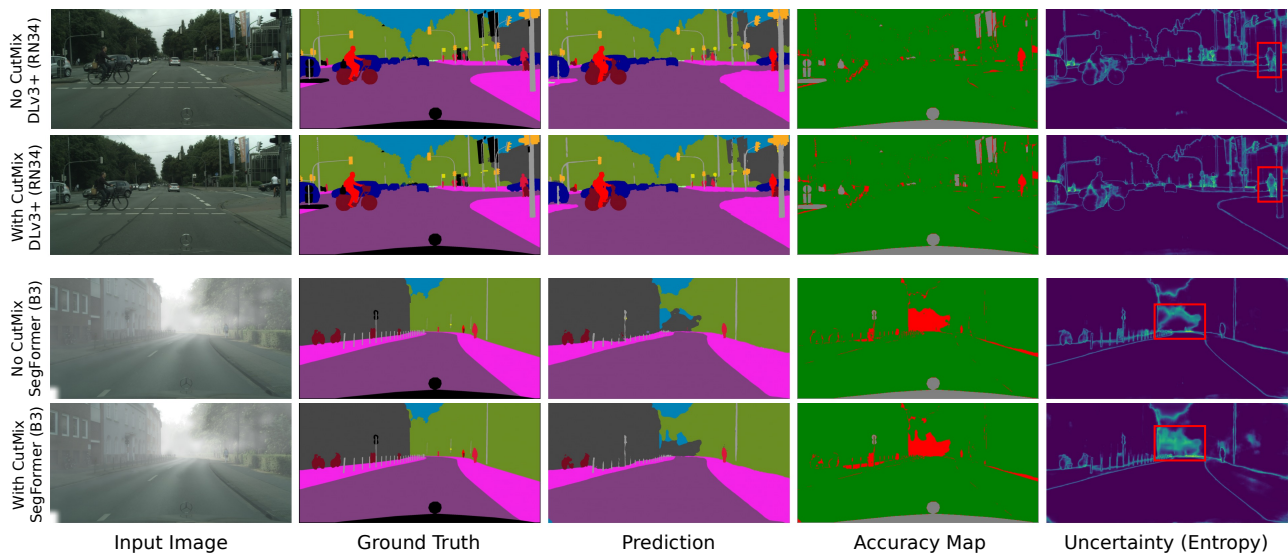 No CutMix
DLv3+ (RN34)
With CutMix
DLv3+ (RN34)
No CutMix
SegFormer (B3)
With CutMix
SegFormer (B3)
Input Image
Ground Truth
Prediction
Accuracy Map
Uncertainty (Entropy)